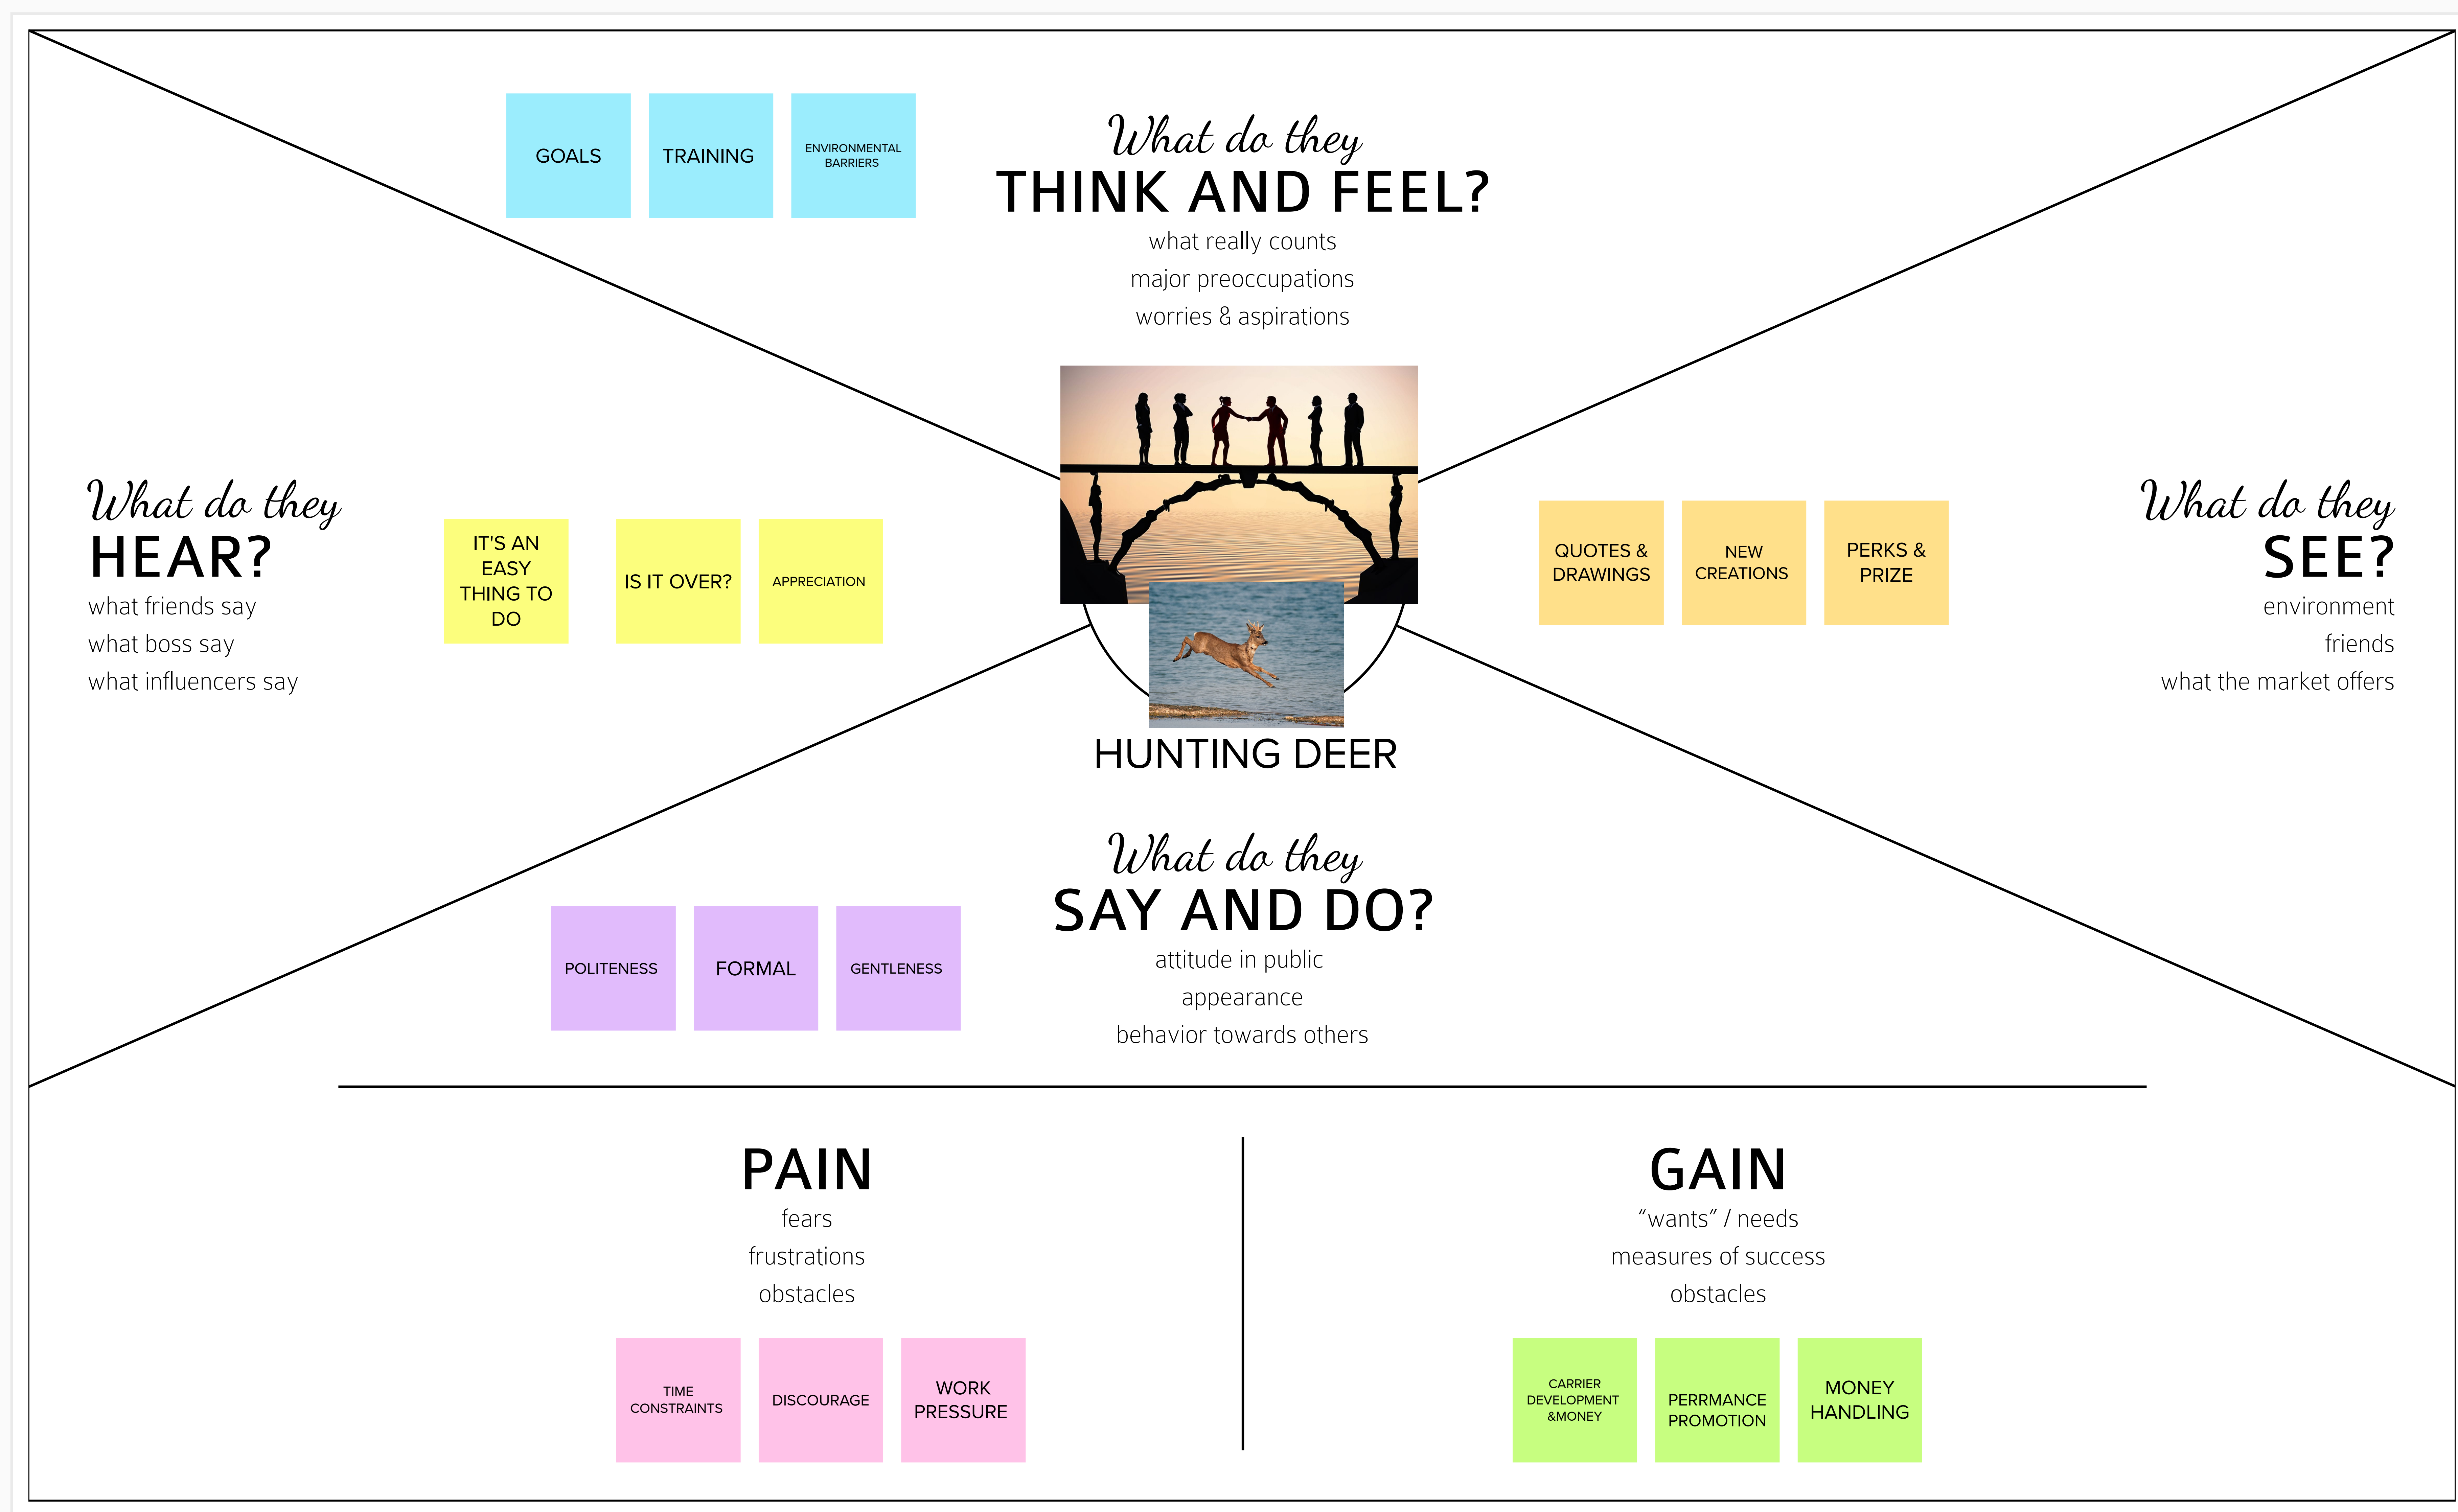 GOALS
TRAINING
ENVIRONMENTAL
BARRIERS
What do they
THINK AND FEEL?
what really counts
major preoccupations
worries & aspirations
What do they
HEAR?
what friends say
what boss say
what influencers say
IT'S AN
EASY
THING TO
DO
IS IT OVER?
APPRECIATION
QUOTES &
DRAWINGS
NEW
CREATIONS
PERKS &
PRIZE
What do they
SEE?
environment
friends
what the market offers
HUNTING DEER
What do they
SAY AND DO?
attitude in public
appearance
behavior towards others
POLITENESS
FORMAL
GENTLENESS
PAIN
fears
frustrations
obstacles
TIME
CONSTRAINTS
DISCOURAGE
WORK
PRESSURE
GAIN
“wants” / needs
measures of success
obstacles
CARRIER
DEVELOPMENT
&MONEY
PERRMANCE
PROMOTION
MONEY
HANDLING